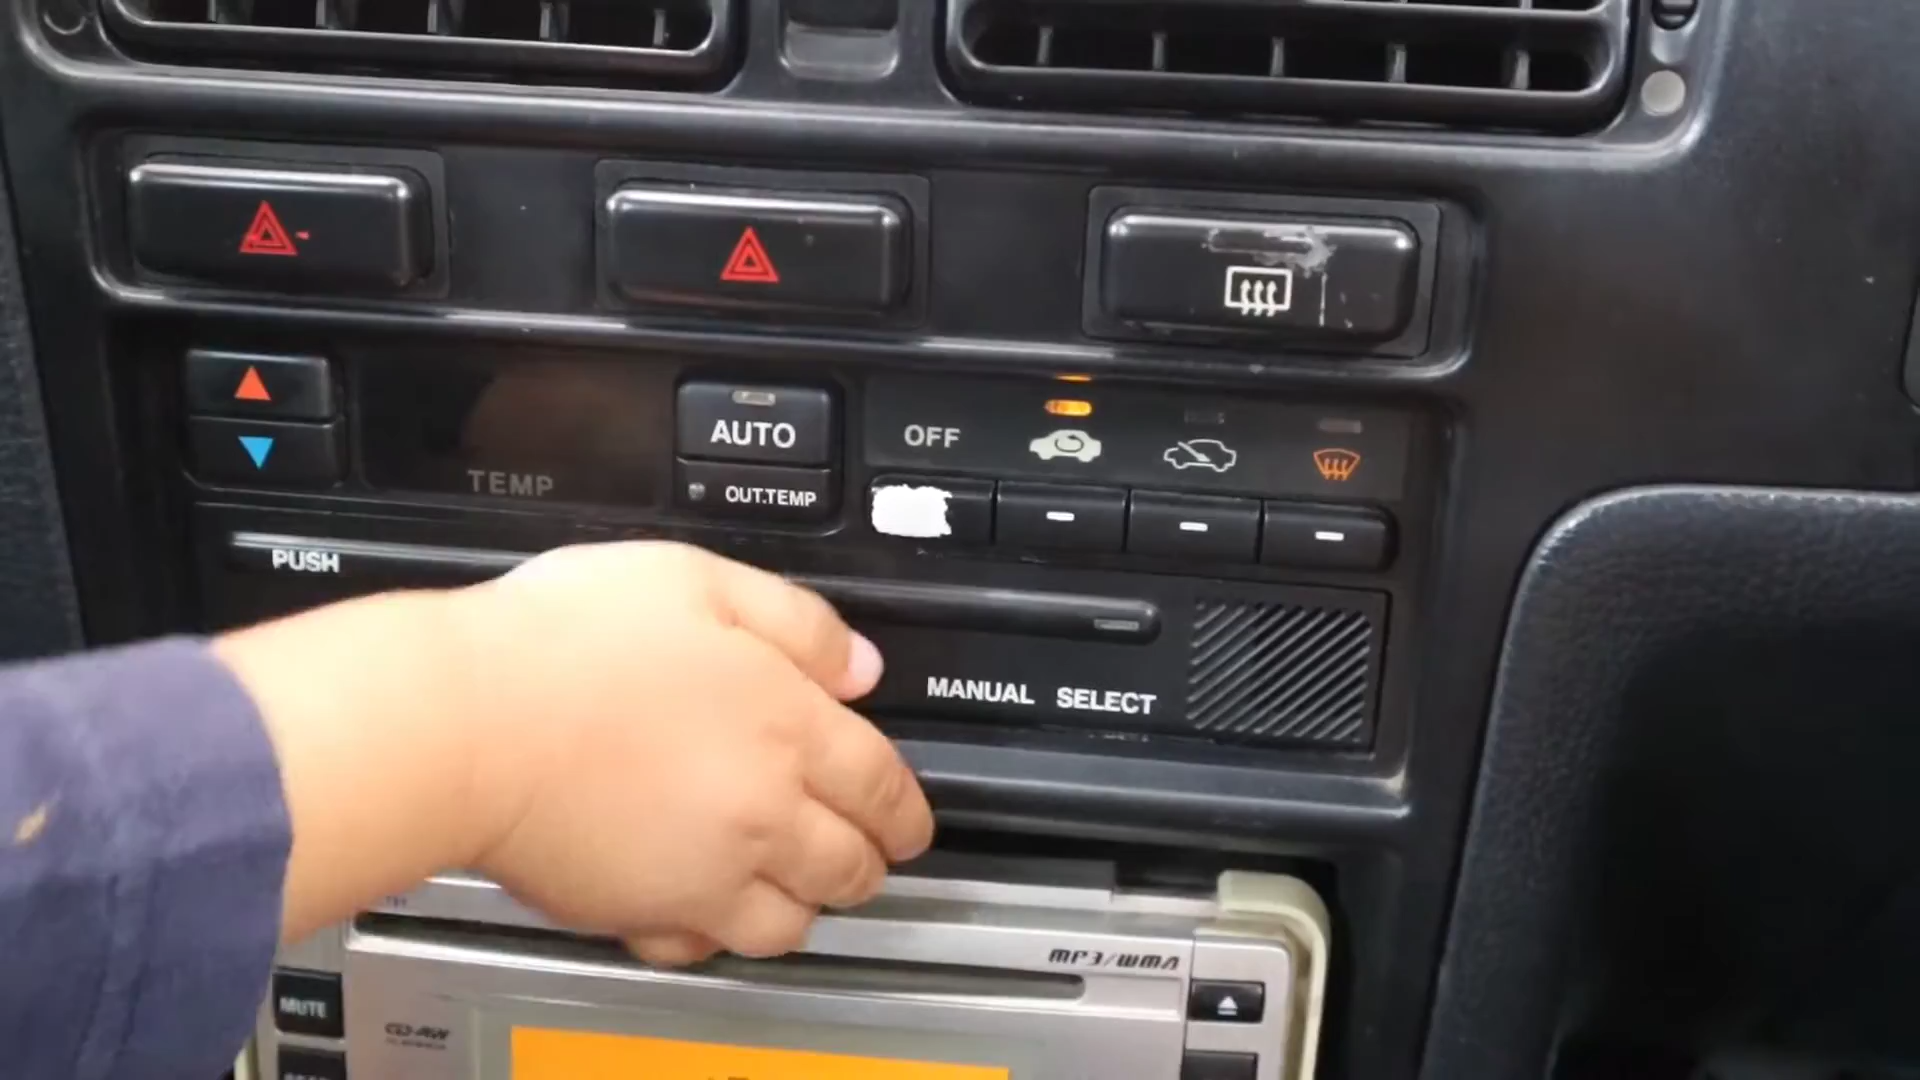 AUTO
OFF
TEMP
OUT.TEMP
PUSH
MANUAL SELECT
MP3/WMA
MUTE